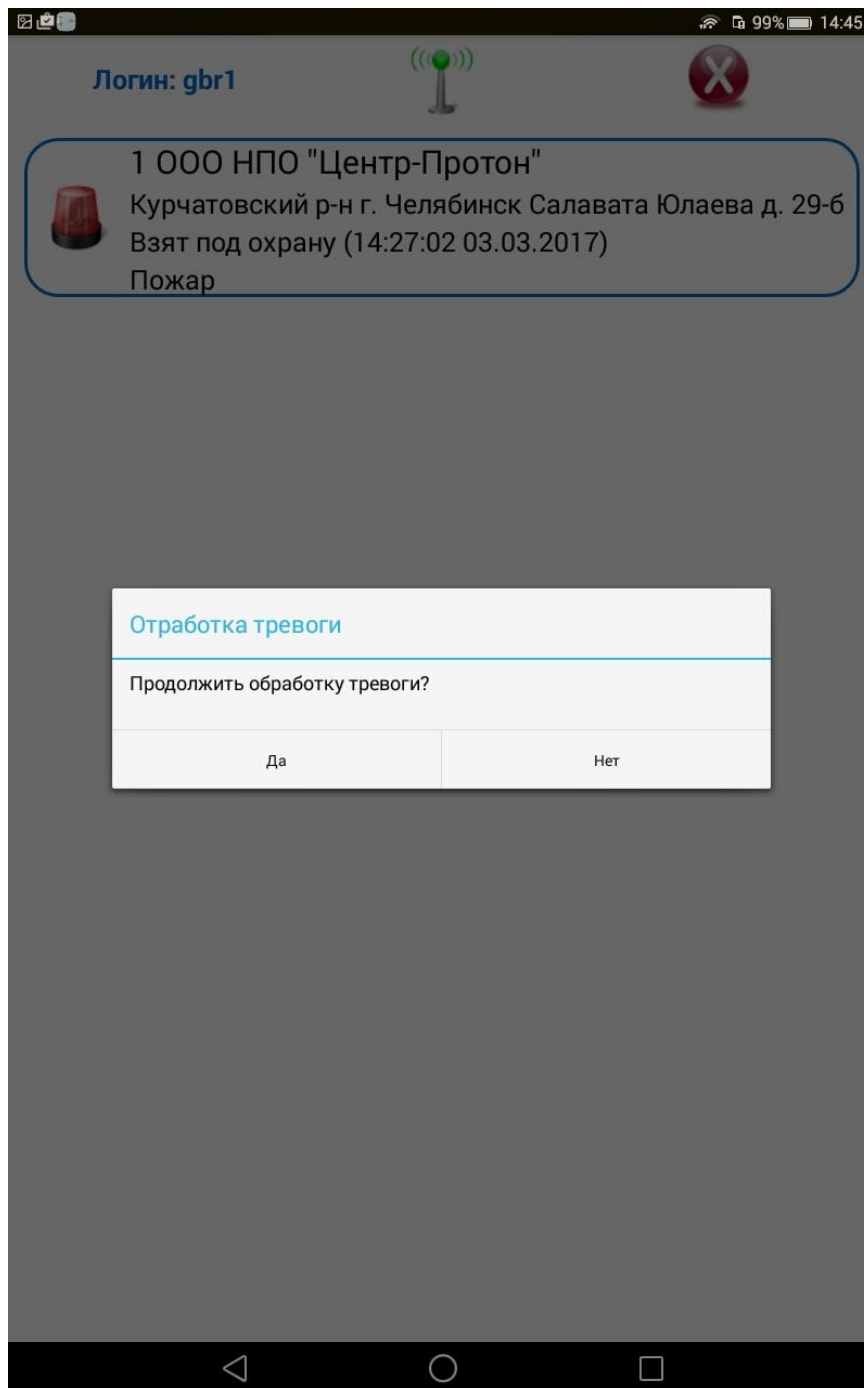 99% 14:45
Логин: gbr1
1 ООО НПО "Центр-Протон"
Курчатовский р-н г. Челябинск Салавата Юлаева д. 29-б
Взят под охрану (14:27:02 03.03.2017)
Пожар
Отработка тревоги
Продолжить обработку тревоги?
Да Нет